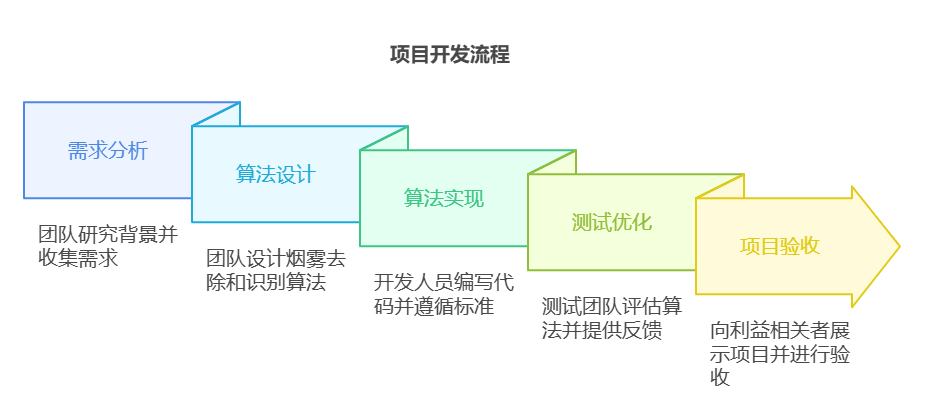 项目开发流程
需求分析
团队研究背景并
收集需求
算法设计
团队设计烟雾去
除和识别算法
算法实现
开发人员编写代
码并遵循标准
测试优化
测试团队评估算
法并提供反馈
项目验收
向利益相关者展
示项目并进行验
收